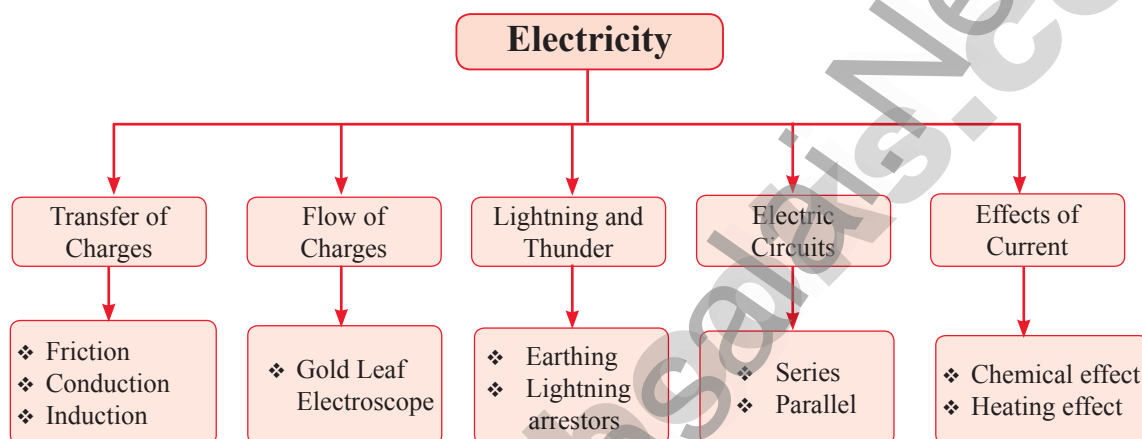 Electricity
Transfer of
Charges
Flow of
Charges
Lightning and
Thunder
Electric
Circuits
Effects of
Current
❖ Friction
❖ Conduction
❖ Induction
❖ Gold Leaf
Electroscope
❖ Earthing
❖ Lightning
arrestors
❖ Series
❖ Parallel
❖ Chemical effect
❖ Heating effect